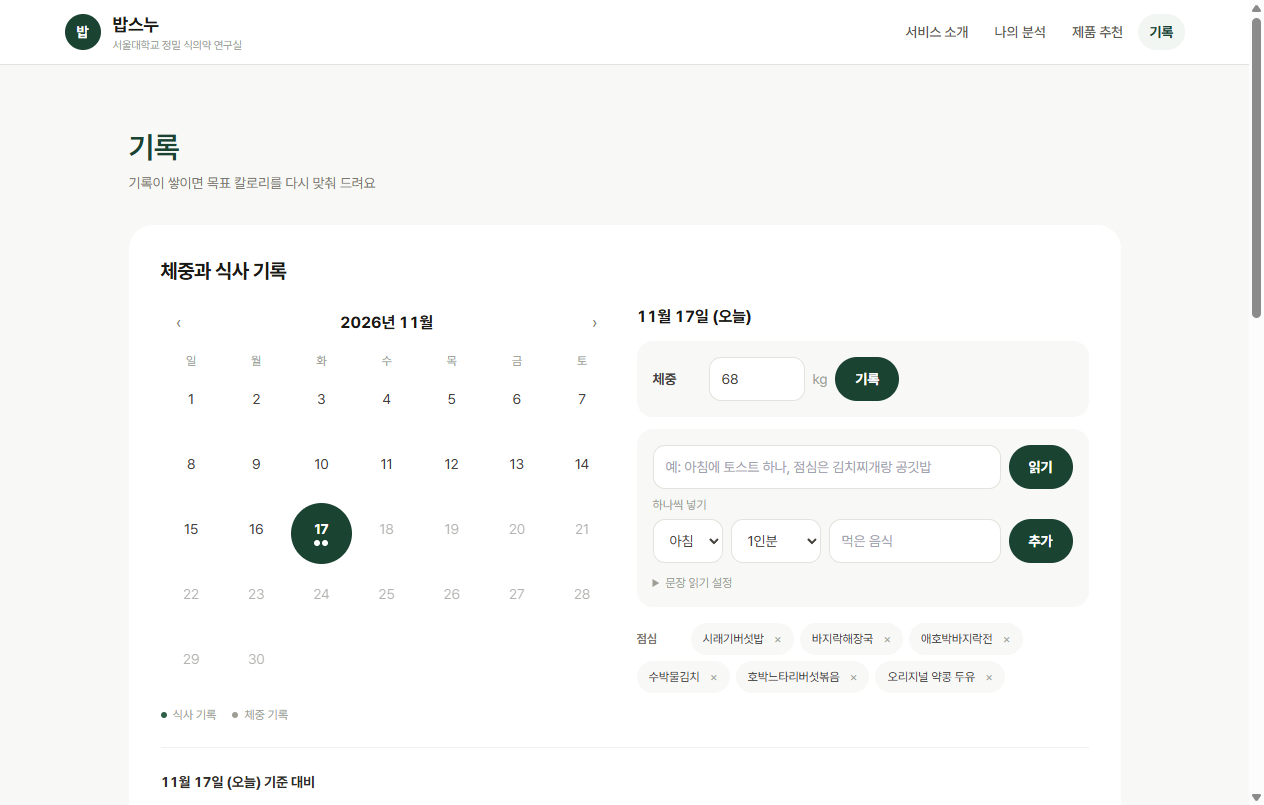 밥
밥스누
서울대학교 정밀 식의약 연구실
서비스 소개
나의 분석
제품 추천
기록
기록
기록이 쌓이면 목표 칼로리를 다시 맞춰 드려요
체중과 식사 기록
‹ 2026년 11월 ›
일 월 화 수 목 금 토
1 2 3 4 5 6 7
8 9 10 11 12 13 14
15 16 17 18 19 20 21
22 23 24 25 26 27 28
29 30
식사 기록 체중 기록
11월 17일 (오늘)
체중 68 kg 기록
예: 아침에 토스트 하나, 점심은 김치찌개랑 공깃밥 읽기
하나씩 넣기
아침 1인분 먹은 음식 추가
▶ 문장 읽기 설정
점심 시래기버섯밥 × 바지락해장국 × 애호박바지락전 ×
수박물김치 × 호박느타리버섯볶음 × 오리지널 약콩 두유 ×
11월 17일 (오늘) 기준 대비